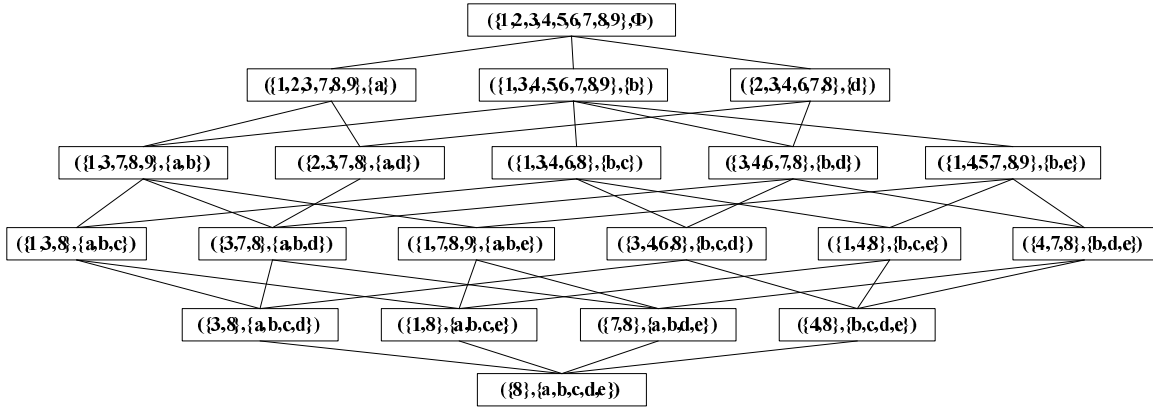 ({1,2,3,4,5,6,7,8,9},Φ)
({1,2,3,7,8,9},{a}) ({1,3,4,5,6,7,8,9},{b}) ({2,3,4,6,7,8},{d})
({1,3,7,8,9},{a,b}) ({2,3,7,8},{a,d}) ({1,3,4,6,8},{b,c}) ({3,4,6,7,8},{b,d}) ({1,4,5,7,8,9},{b,e})
({1,3,8},{a,b,c}) ({3,7,8},{a,b,d}) ({1,7,8,9},{a,b,e}) ({3,4,6,8},{b,c,d}) ({1,4,8},{b,c,e}) ({4,7,8},{b,d,e})
({3,8},{a,b,c,d}) ({1,8},{a,b,c,e}) ({7,8},{a,b,d,e}) ({4,8},{b,c,d,e})
({8},{a,b,c,d,e})